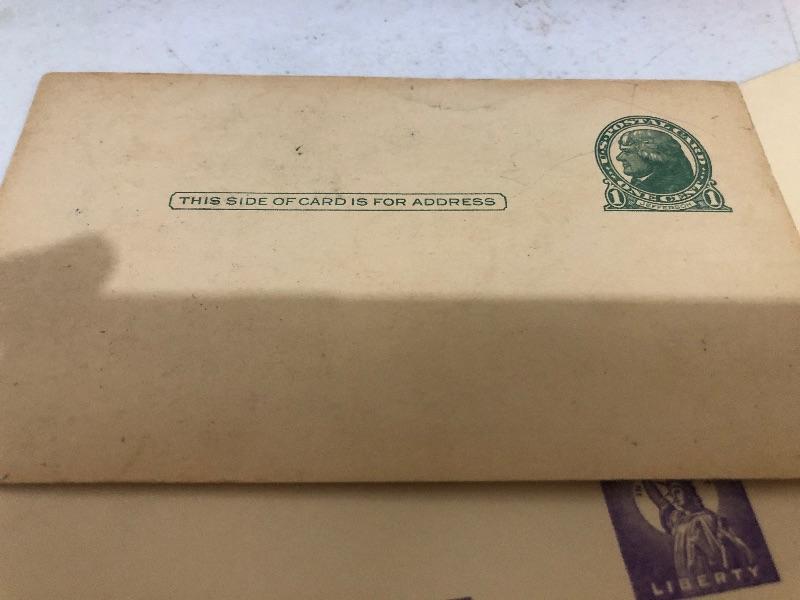 U.S. POSTAL CARD
ONE CENT
1 JEFFERSON 1
THIS SIDE OF CARD IS FOR ADDRESS
LIBERTY